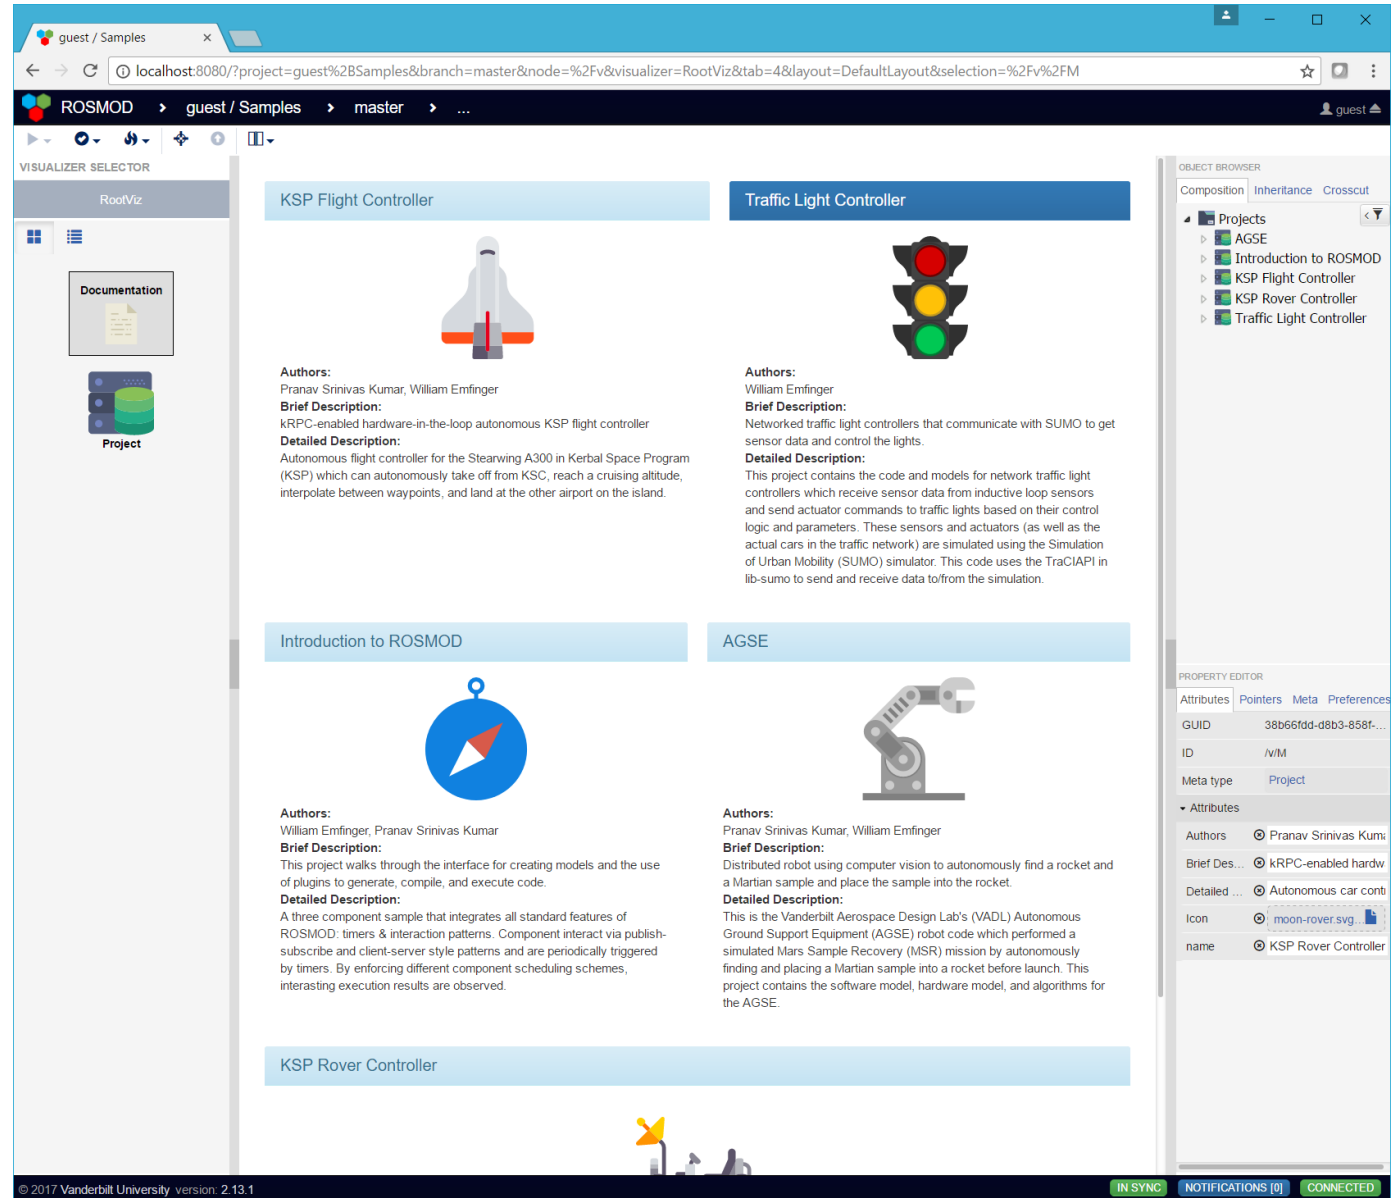 guest / Samples
localhost:8080/?project=guest%2BSamples&branch=master&node=%2Fv&visualizer=RootViz&tab=4&layout=DefaultLayout&selection=%2Fv%2FM
ROSMOD guest / Samples master ...
guest
VISUALIZER SELECTOR
RootViz
Documentation
Project
KSP Flight Controller
Authors:
Pranav Srinivas Kumar, William Emfinger
Brief Description:
kRPC-enabled hardware-in-the-loop autonomous KSP flight controller
Detailed Description:
Autonomous flight controller for the Stearwing A300 in Kerbal Space Program
(KSP) which can autonomously take off from KSC, reach a cruising altitude,
interpolate between waypoints, and land at the other airport on the island.
Traffic Light Controller
Authors:
William Emfinger
Brief Description:
Networked traffic light controllers that communicate with SUMO to get
sensor data and control the lights.
Detailed Description:
This project contains the code and models for network traffic light
controllers which receive sensor data from inductive loop sensors
and send actuator commands to traffic lights based on their control
logic and parameters. These sensors and actuators (as well as the
actual cars in the traffic network) are simulated using the Simulation
of Urban Mobility (SUMO) simulator. This code uses the TraCIAPI in
lib-sumo to send and receive data to/from the simulation.
Introduction to ROSMOD
Authors:
William Emfinger, Pranav Srinivas Kumar
Brief Description:
This project walks through the interface for creating models and the use
of plugins to generate, compile, and execute code.
Detailed Description:
A three component sample that integrates all standard features of
ROSMOD: timers & interaction patterns. Component interact via publish-
subscribe and client-server style patterns and are periodically triggered
by timers. By enforcing different component scheduling schemes,
interasting execution results are observed.
AGSE
Authors:
Pranav Srinivas Kumar, William Emfinger
Brief Description:
Distributed robot using computer vision to autonomously find a rocket and
a Martian sample and place the sample into the rocket.
Detailed Description:
This is the Vanderbilt Aerospace Design Lab's (VADL) Autonomous
Ground Support Equipment (AGSE) robot code which performed a
simulated Mars Sample Recovery (MSR) mission by autonomously
finding and placing a Martian sample into a rocket before launch. This
project contains the software model, hardware model, and algorithms for
the AGSE.
KSP Rover Controller
OBJECT BROWSER
Composition Inheritance Crosscut
Projects
AGSE
Introduction to ROSMOD
KSP Flight Controller
KSP Rover Controller
Traffic Light Controller
PROPERTY EDITOR
Attributes Pointers Meta Preferences
GUID 38b66fdd-d8b3-858f-...
ID /v/M
Meta type Project
Attributes
Authors Pranav Srinivas Kuma
Brief Des... kRPC-enabled hardw
Detailed ... Autonomous car cont
Icon moon-rover.svg...
name KSP Rover Controller
© 2017 Vanderbilt University version: 2.13.1
IN SYNC NOTIFICATIONS [0] CONNECTED